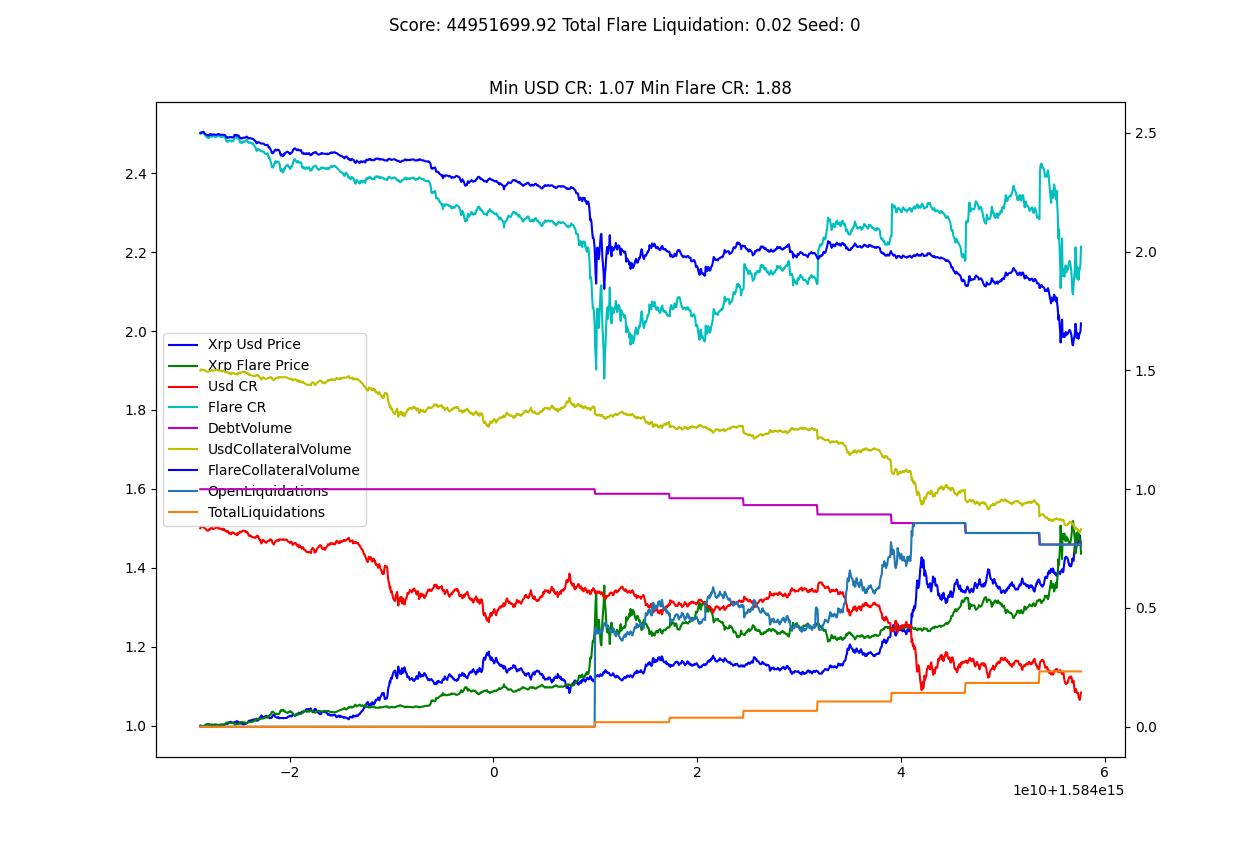 Score: 44951699.92 Total Flare Liquidation: 0.02 Seed: 0
Min USD CR: 1.07 Min Flare CR: 1.88
2.4
2.2
2.0
1.8
1.6
1.4
1.2
1.0
2.5
2.0
1.5
1.0
0.5
0.0
Xrp Usd Price
Xrp Flare Price
Usd CR
Flare CR
DebtVolume
UsdCollateralVolume
FlareCollateralVolume
OpenLiquidations
TotalLiquidations
−2 0 2 4 6
1e10+1.584e15